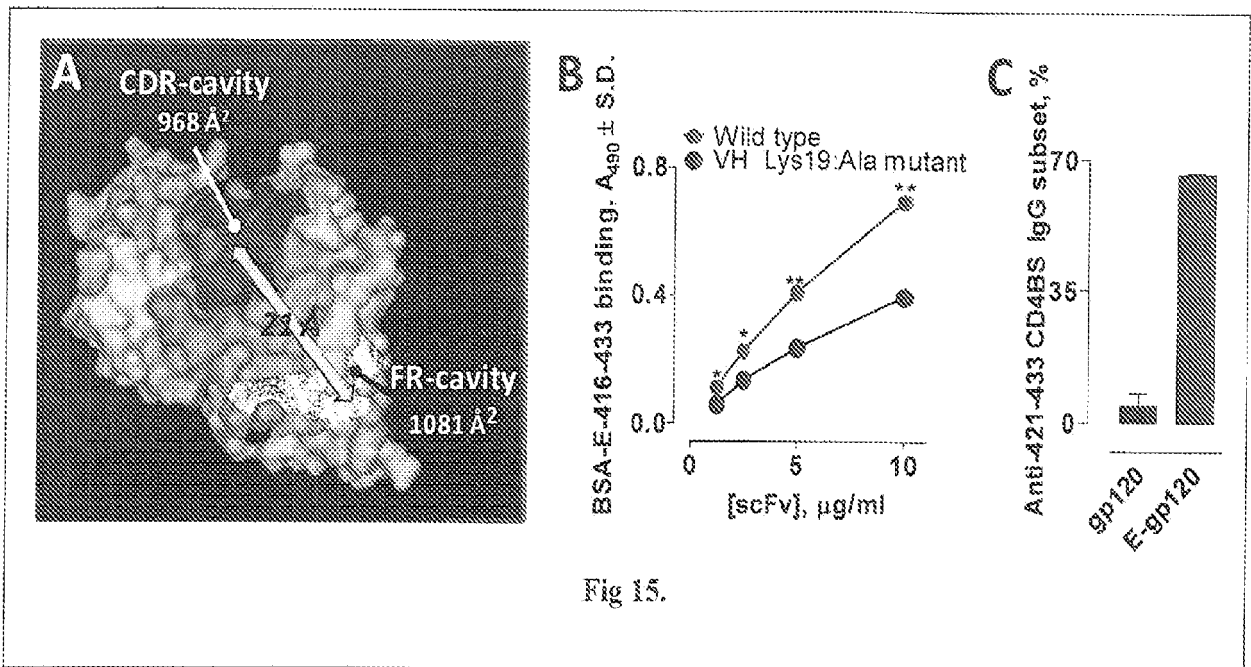 A
CDR-cavity
968 Å²
21 Å
FR-cavity
1081 Å²
B
BSA-E-416-433 binding, A₄₉₀ ± S.D.
Wild type
VH Lys19:Ala mutant
0.8
0.4
0.0
*
*
**
**
0
5
10
[scFv], µg/ml
C
Anti-421-433 CD4BS IgG subset, %
70
35
0
gp120
E-gp120
Fig 15.